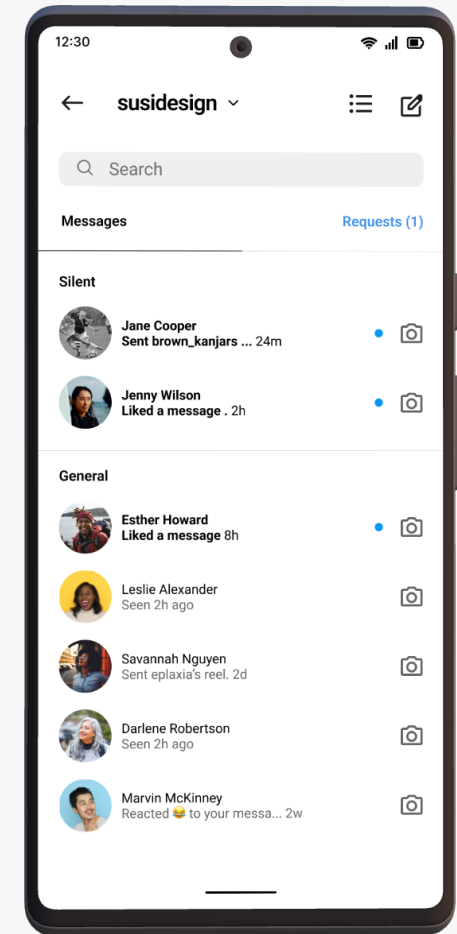 12:30
susidesign
Search
Messages
Requests (1)
Silent
Jane Cooper
Sent brown_kanjars ... 24m
Jenny Wilson
Liked a message . 2h
General
Esther Howard
Liked a message 8h
Leslie Alexander
Seen 2h ago
Savannah Nguyen
Sent eplaxia's reel. 2d
Darlene Robertson
Seen 2h ago
Marvin McKinney
Reacted 😂 to your messa... 2w